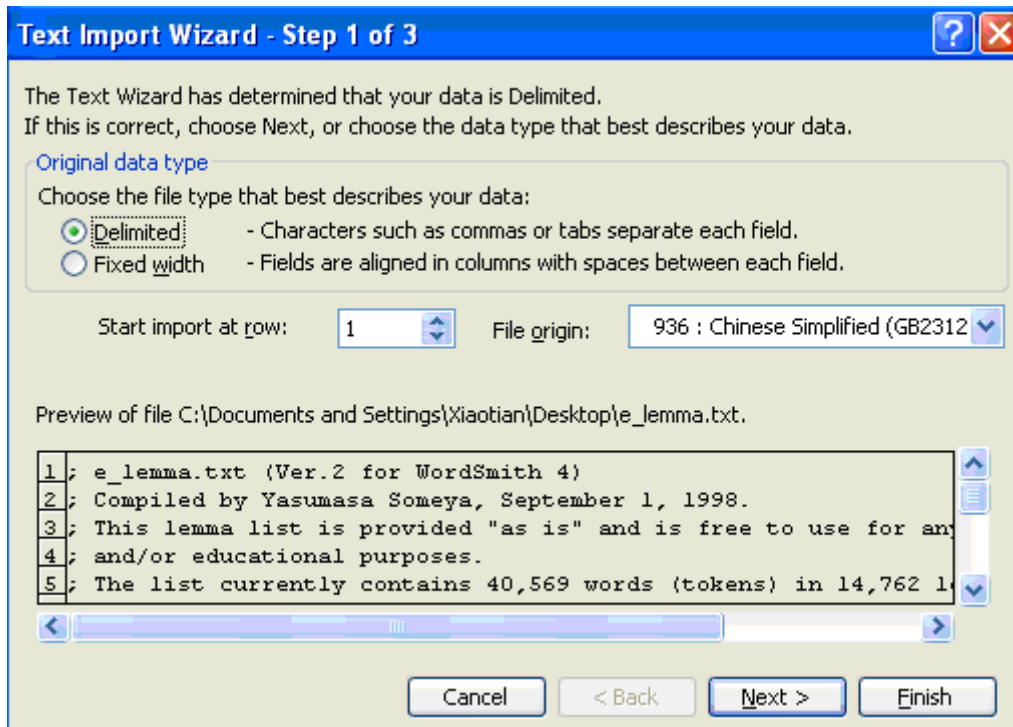 Text Import Wizard - Step 1 of 3
The Text Wizard has determined that your data is Delimited.
If this is correct, choose Next, or choose the data type that best describes your data.
Original data type
Choose the file type that best describes your data:
Delimited - Characters such as commas or tabs separate each field.
Fixed width - Fields are aligned in columns with spaces between each field.
Start import at row: 1 File origin: 936 : Chinese Simplified (GB2312
Preview of file C:\Documents and Settings\Xiaotian\Desktop\e_lemma.txt.
1 ; e_lemma.txt (Ver.2 for WordSmith 4)
2 ; Compiled by Yasumasa Someya, September 1, 1998.
3 ; This lemma list is provided "as is" and is free to use for any
4 ; and/or educational purposes.
5 ; The list currently contains 40,569 words (tokens) in 14,762
Cancel < Back Next > Finish